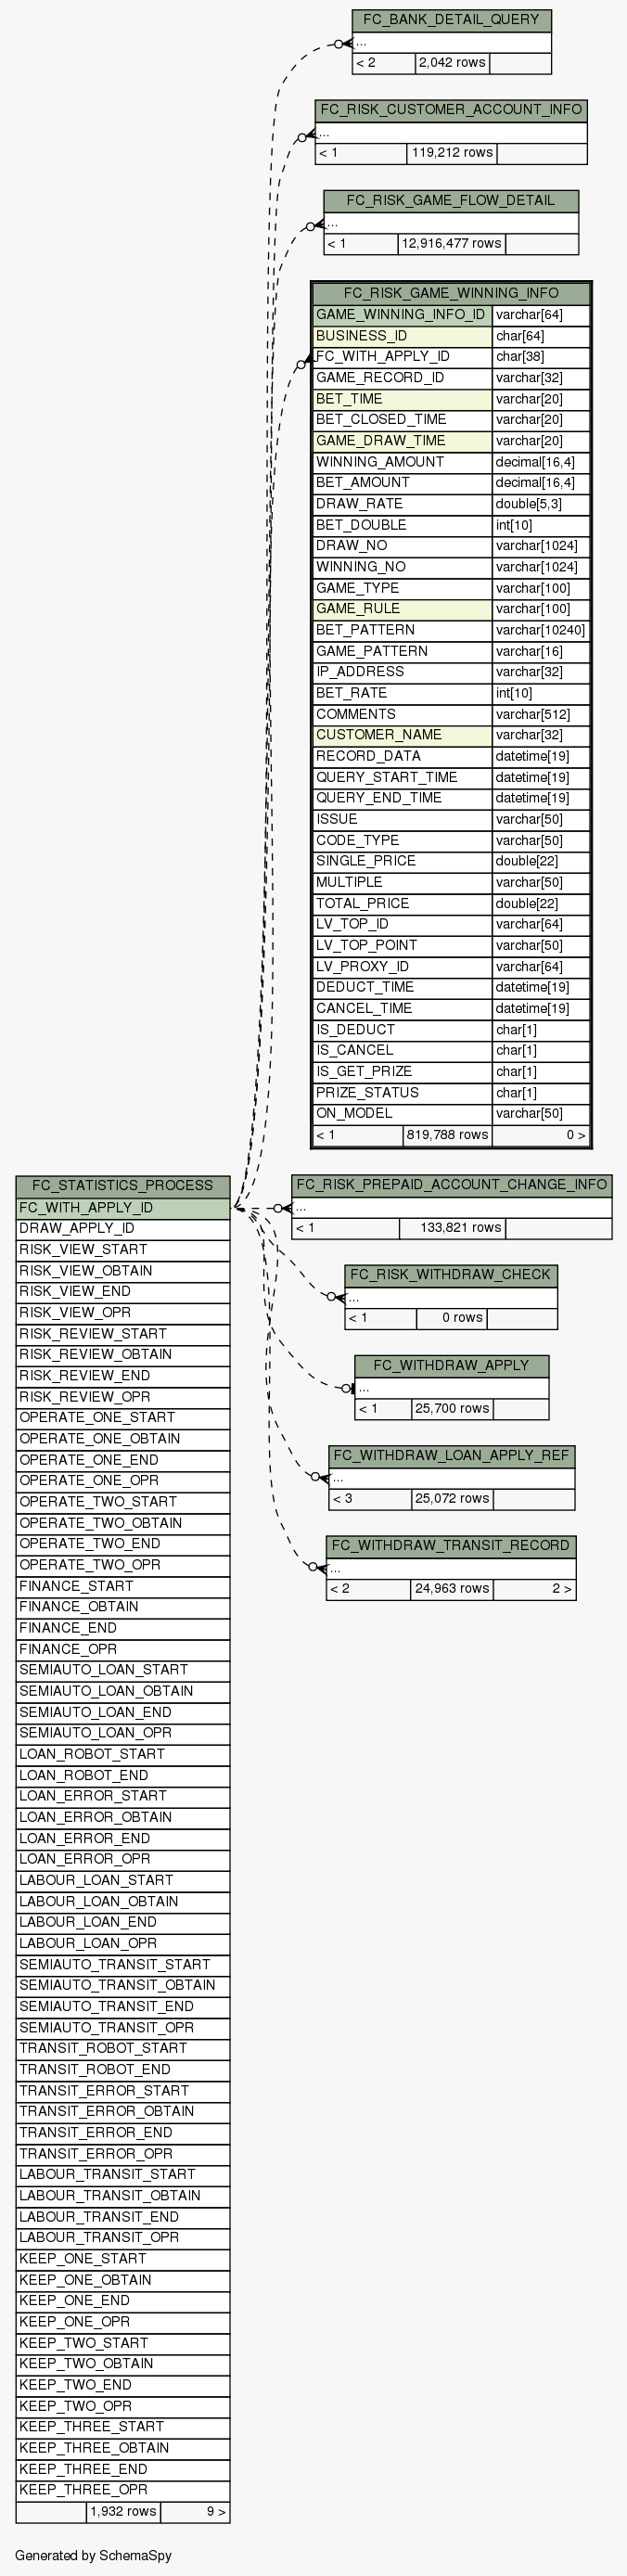 FC_BANK_DETAIL_QUERY
...
< 2 2,042 rows
FC_RISK_CUSTOMER_ACCOUNT_INFO
...
< 1 119,212 rows
FC_RISK_GAME_FLOW_DETAIL
...
< 1 12,916,477 rows
FC_RISK_GAME_WINNING_INFO
GAME_WINNING_INFO_ID varchar[64]
BUSINESS_ID char[64]
FC_WITH_APPLY_ID char[38]
GAME_RECORD_ID varchar[32]
BET_TIME varchar[20]
BET_CLOSED_TIME varchar[20]
GAME_DRAW_TIME varchar[20]
WINNING_AMOUNT decimal[16,4]
BET_AMOUNT decimal[16,4]
DRAW_RATE double[5,3]
BET_DOUBLE int[10]
DRAW_NO varchar[1024]
WINNING_NO varchar[1024]
GAME_TYPE varchar[100]
GAME_RULE varchar[100]
BET_PATTERN varchar[10240]
GAME_PATTERN varchar[16]
IP_ADDRESS varchar[32]
BET_RATE int[10]
COMMENTS varchar[512]
CUSTOMER_NAME varchar[32]
RECORD_DATA datetime[19]
QUERY_START_TIME datetime[19]
QUERY_END_TIME datetime[19]
ISSUE varchar[50]
CODE_TYPE varchar[50]
SINGLE_PRICE double[22]
MULTIPLE varchar[50]
TOTAL_PRICE double[22]
LV_TOP_ID varchar[64]
LV_TOP_POINT varchar[50]
LV_PROXY_ID varchar[64]
DEDUCT_TIME datetime[19]
CANCEL_TIME datetime[19]
IS_DEDUCT char[1]
IS_CANCEL char[1]
IS_GET_PRIZE char[1]
PRIZE_STATUS char[1]
ON_MODEL varchar[50]
< 1 819,788 rows 0 >
FC_RISK_PREPAID_ACCOUNT_CHANGE_INFO
...
< 1 133,821 rows
FC_RISK_WITHDRAW_CHECK
...
< 1 0 rows
FC_WITHDRAW_APPLY
...
< 1 25,700 rows
FC_WITHDRAW_LOAN_APPLY_REF
...
< 3 25,072 rows
FC_WITHDRAW_TRANSIT_RECORD
...
< 2 24,963 rows 2 >
FC_STATISTICS_PROCESS
FC_WITH_APPLY_ID
DRAW_APPLY_ID
RISK_VIEW_START
RISK_VIEW_OBTAIN
RISK_VIEW_END
RISK_VIEW_OPR
RISK_REVIEW_START
RISK_REVIEW_OBTAIN
RISK_REVIEW_END
RISK_REVIEW_OPR
OPERATE_ONE_START
OPERATE_ONE_OBTAIN
OPERATE_ONE_END
OPERATE_ONE_OPR
OPERATE_TWO_START
OPERATE_TWO_OBTAIN
OPERATE_TWO_END
OPERATE_TWO_OPR
FINANCE_START
FINANCE_OBTAIN
FINANCE_END
FINANCE_OPR
SEMIAUTO_LOAN_START
SEMIAUTO_LOAN_OBTAIN
SEMIAUTO_LOAN_END
SEMIAUTO_LOAN_OPR
LOAN_ROBOT_START
LOAN_ROBOT_END
LOAN_ERROR_START
LOAN_ERROR_OBTAIN
LOAN_ERROR_END
LOAN_ERROR_OPR
LABOUR_LOAN_START
LABOUR_LOAN_OBTAIN
LABOUR_LOAN_END
LABOUR_LOAN_OPR
SEMIAUTO_TRANSIT_START
SEMIAUTO_TRANSIT_OBTAIN
SEMIAUTO_TRANSIT_END
SEMIAUTO_TRANSIT_OPR
TRANSIT_ROBOT_START
TRANSIT_ROBOT_END
TRANSIT_ERROR_START
TRANSIT_ERROR_OBTAIN
TRANSIT_ERROR_END
TRANSIT_ERROR_OPR
LABOUR_TRANSIT_START
LABOUR_TRANSIT_OBTAIN
LABOUR_TRANSIT_END
LABOUR_TRANSIT_OPR
KEEP_ONE_START
KEEP_ONE_OBTAIN
KEEP_ONE_END
KEEP_ONE_OPR
KEEP_TWO_START
KEEP_TWO_OBTAIN
KEEP_TWO_END
KEEP_TWO_OPR
KEEP_THREE_START
KEEP_THREE_OBTAIN
KEEP_THREE_END
KEEP_THREE_OPR
1,932 rows 9 >
Generated by SchemaSpy